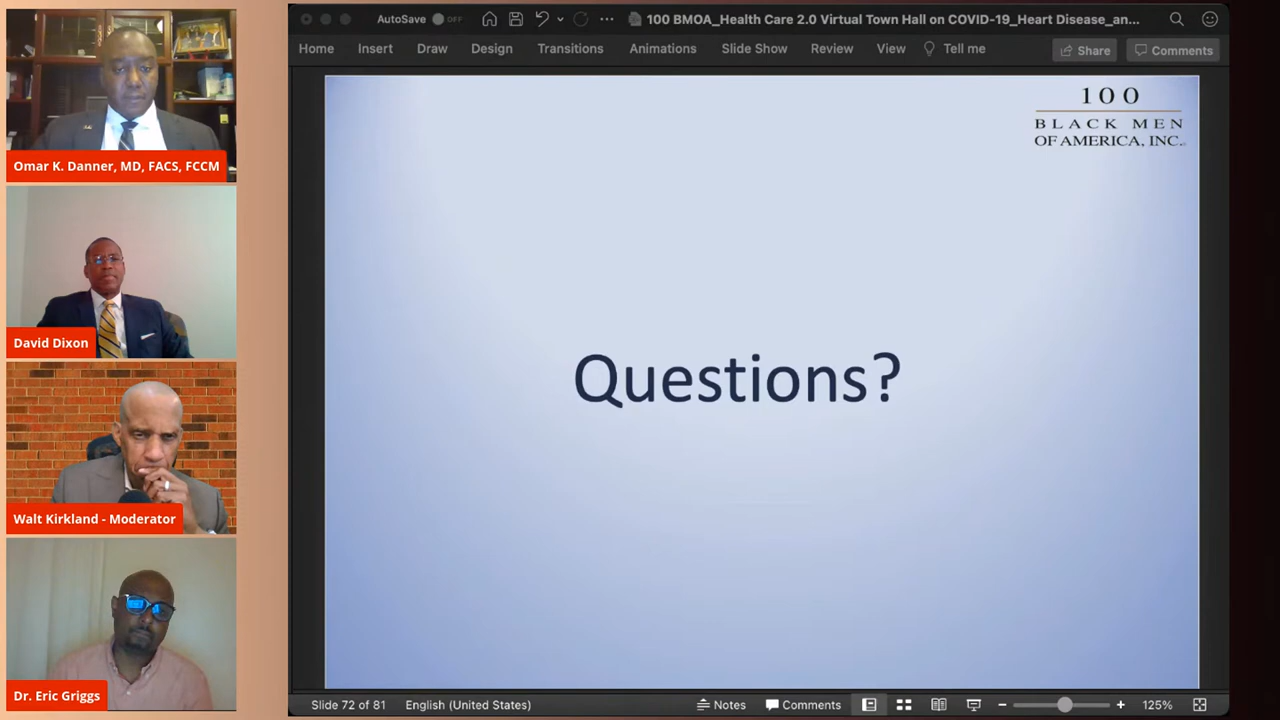 Omar K. Danner, MD, FACS, FCCM
David Dixon
Walt Kirkland - Moderator
Dr. Eric Griggs
AutoSave OFF
100 BMOA_Health Care 2.0 Virtual Town Hall on COVID-19_Heart Disease_an...
Home Insert Draw Design Transitions Animations Slide Show Review View Tell me Share Comments
100
BLACK MEN
OF AMERICA, INC.
Questions?
Slide 72 of 81 English (United States) Notes Comments 125%